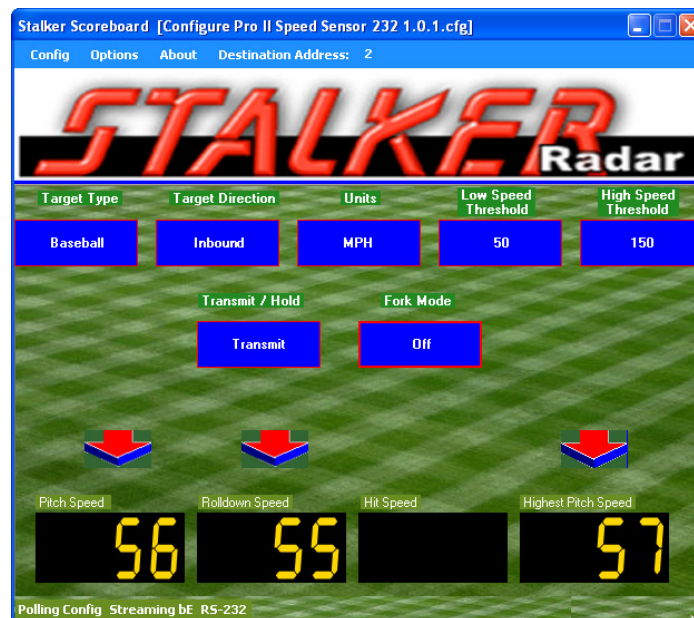 Stalker Scoreboard [Configure Pro II Speed Sensor 232 1.0.1.cfg]
Config Options About Destination Address: 2
STALKER
Radar
Target Type Target Direction Units Low Speed Threshold High Speed Threshold
Baseball Inbound MPH 50 150
Transmit / Hold Fork Mode
Transmit Off
Pitch Speed Rolldown Speed Hit Speed Highest Pitch Speed
56 55 57
Polling Config Streaming bE RS-232